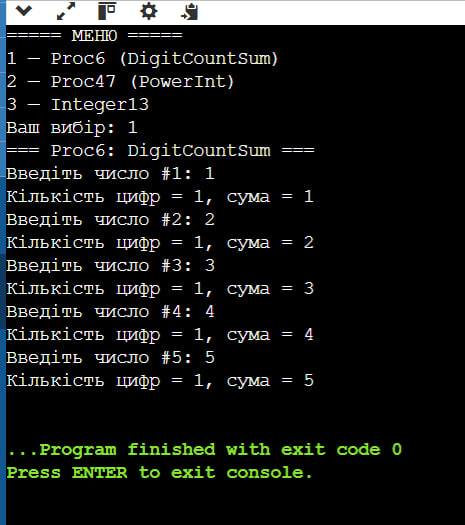 ===== МЕНЮ =====
1 — Proc6 (DigitCountSum)
2 — Proc47 (PowerInt)
3 — Integer13
Ваш вибір: 1
=== Proc6: DigitCountSum ===
Введіть число #1: 1
Кількість цифр = 1, сума = 1
Введіть число #2: 2
Кількість цифр = 1, сума = 2
Введіть число #3: 3
Кількість цифр = 1, сума = 3
Введіть число #4: 4
Кількість цифр = 1, сума = 4
Введіть число #5: 5
Кількість цифр = 1, сума = 5
...Program finished with exit code 0
Press ENTER to exit console.